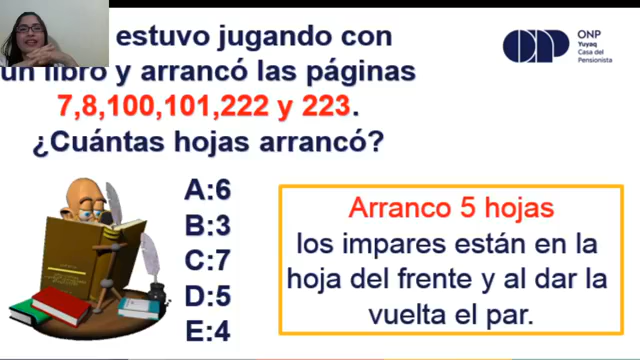 estuvo jugando con
un libro y arrancó las páginas
7,8,100,101,222 y 223.
¿Cuántas hojas arrancó?
A:6
B:3
C:7
D:5
E:4
Arranco 5 hojas
los impares están en la
hoja del frente y al dar la
vuelta el par.
ONP
Yuyaq
Casa del
Pensionista